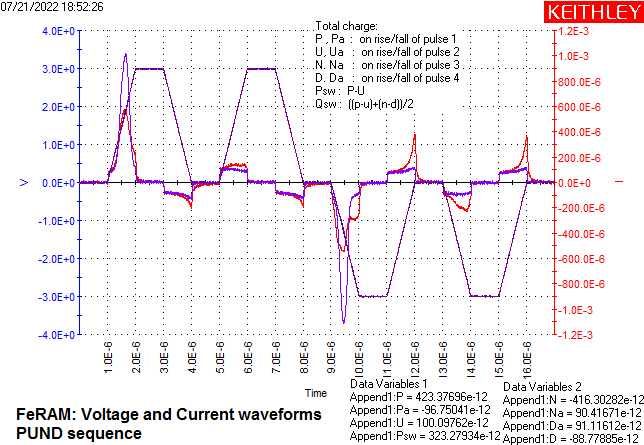 07/21/2022 18:52:26
KEITHLEY
Total charge:
P , Pa : on rise/fall of pulse 1
U, Ua : on rise/fall of pulse 2
N. Na : on rise/fall of pulse 3
D. Da : on rise/fall of pulse 4
Psw : P-U
Qsw : ((p-u)+(n-d))/2
4.0E+0
3.0E+0
2.0E+0
1.0E+0
0.0E+0
-1.0E+0
-2.0E+0
-3.0E+0
-4.0E+0
V
1.2E-3
1.0E-3
800.0E-6
600.0E-6
400.0E-6
200.0E-6
0.0E+0
-200.0E-6
-400.0E-6
-600.0E-6
-800.0E-6
-1.0E-3
-1.2E-3
I
1.0E-6
2.0E-6
3.0E-6
4.0E-6
5.0E-6
6.0E-6
7.0E-6
8.0E-6
9.0E-6
10.0E-6
11.0E-6
12.0E-6
13.0E-6
14.0E-6
15.0E-6
16.0E-6
Time
FeRAM: Voltage and Current waveforms
PUND sequence
Data Variables 1
Append1:P = 423.37696e-12
Append1:Pa = -96.75041e-12
Append1:U = 100.09762e-12
Append1:Psw = 323.27934e-12
Data Variables 2
Append1:N = -416.30282e-12
Append1:Na = 90.41671e-12
Append1:Da = 91.11612e-12
Append1:D = -88.77885e-12